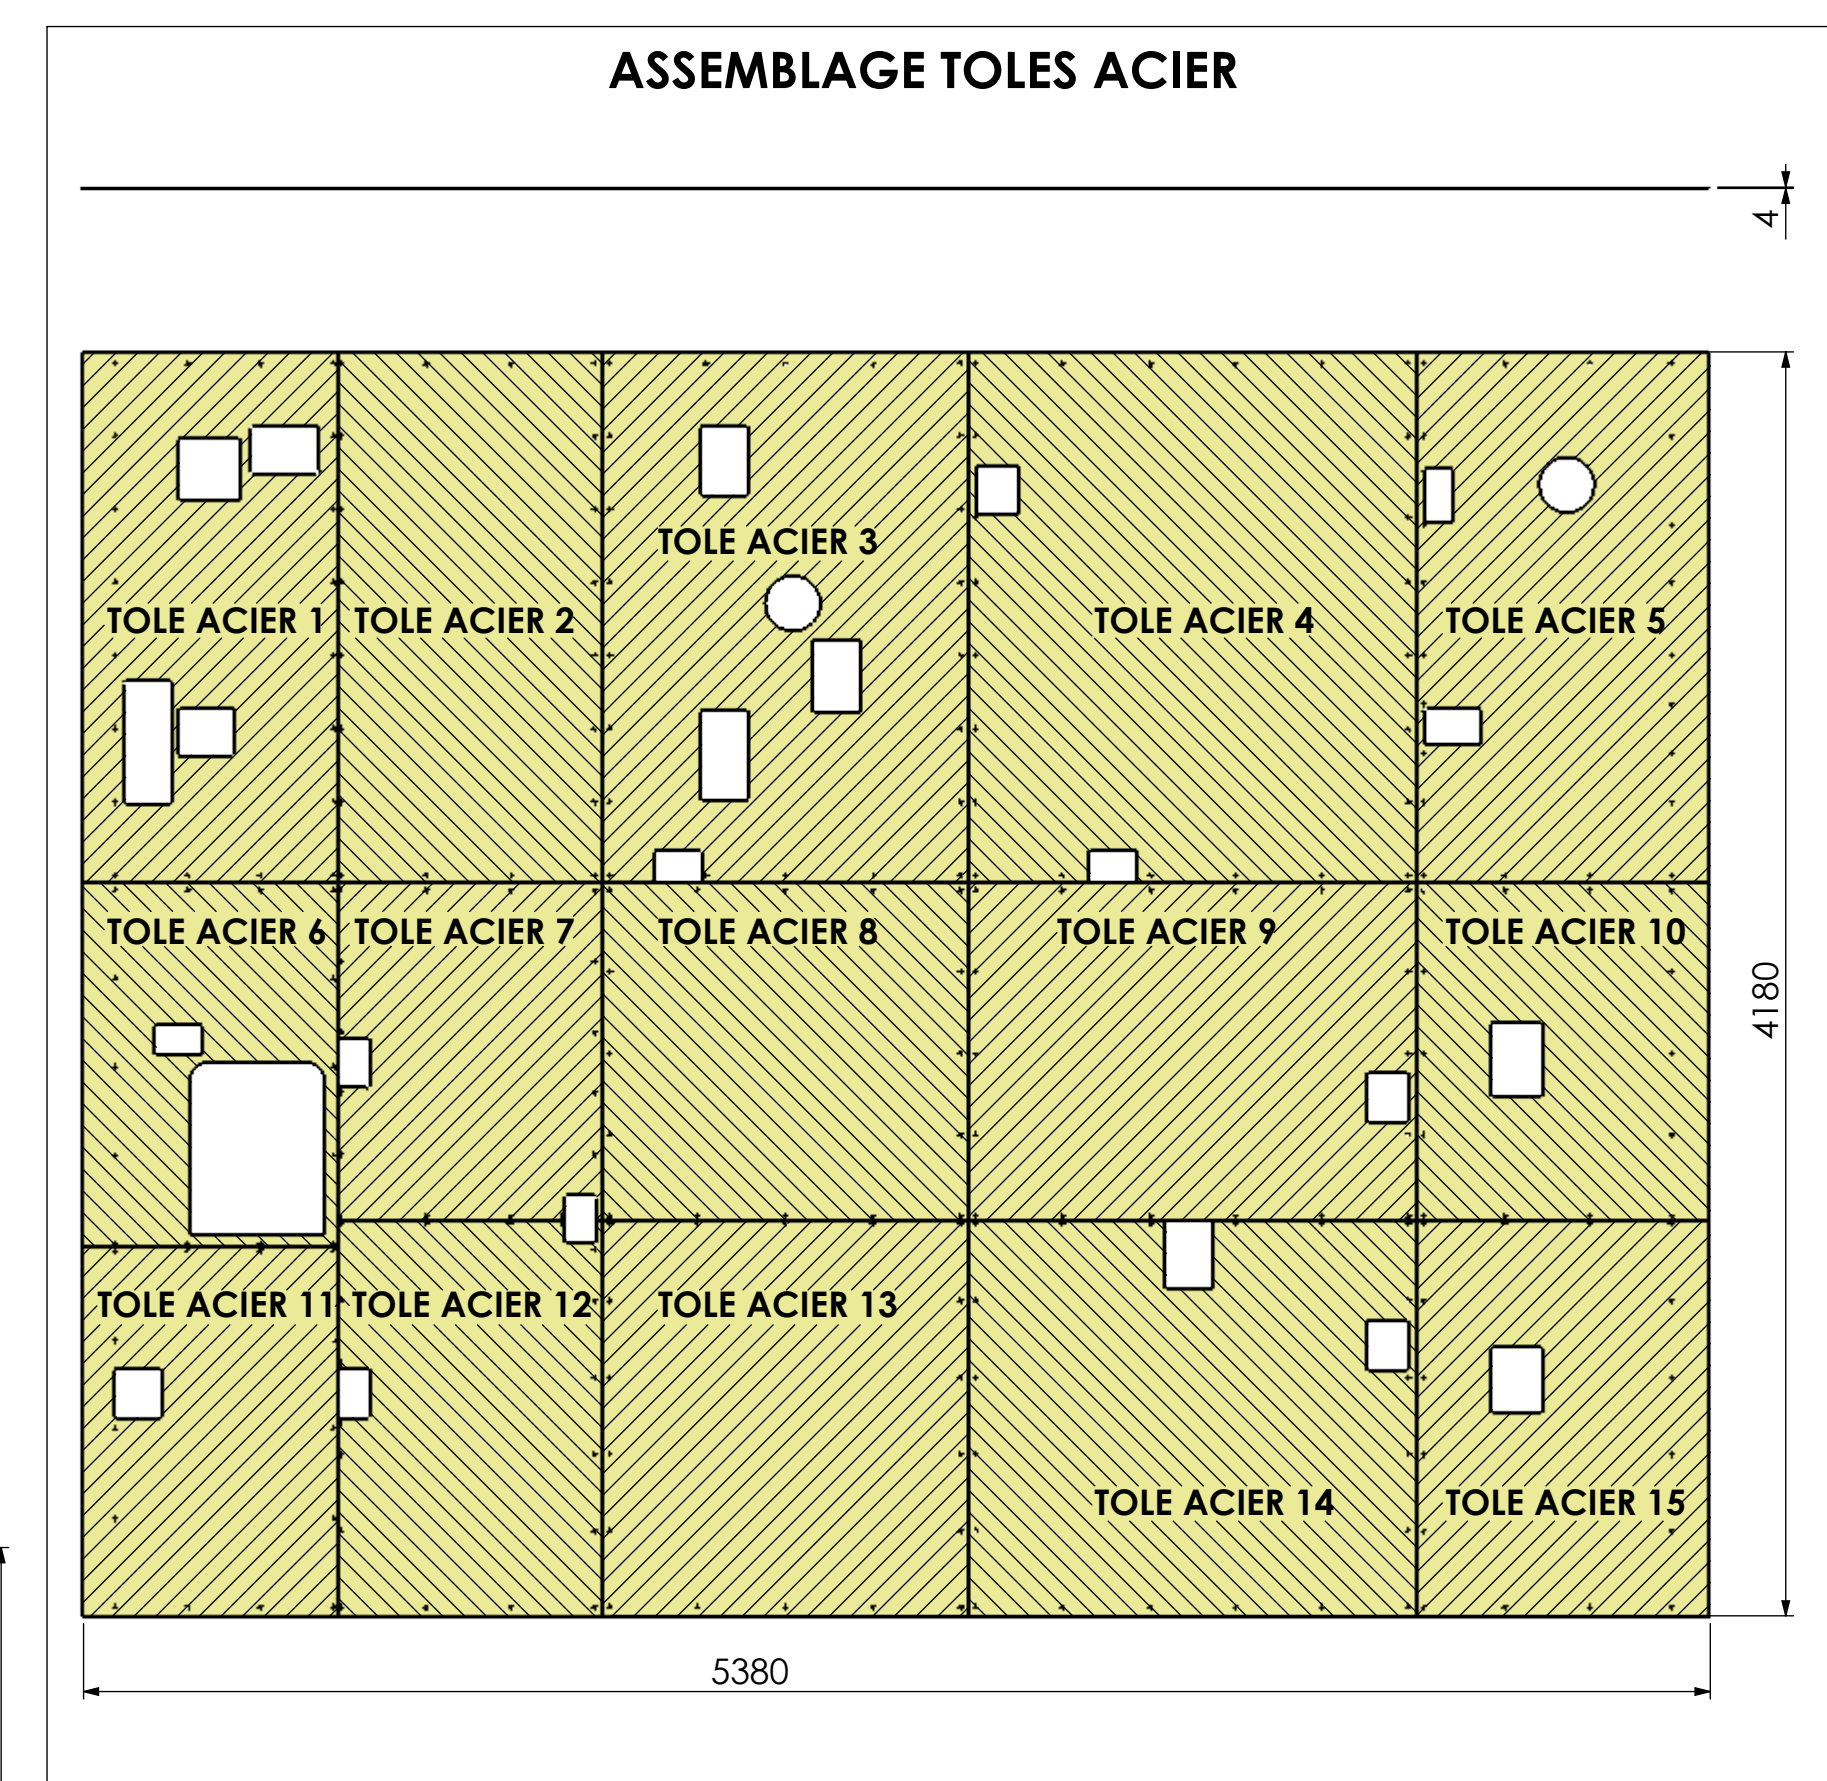 ASSEMBLAGE TOLES ACIER
4
TOLE ACIER 3
TOLE ACIER 1
TOLE ACIER 2
TOLE ACIER 4
TOLE ACIER 5
TOLE ACIER 6
TOLE ACIER 7
TOLE ACIER 8
TOLE ACIER 9
TOLE ACIER 10
4180
TOLE ACIER 11
TOLE ACIER 12
TOLE ACIER 13
TOLE ACIER 14
TOLE ACIER 15
5380